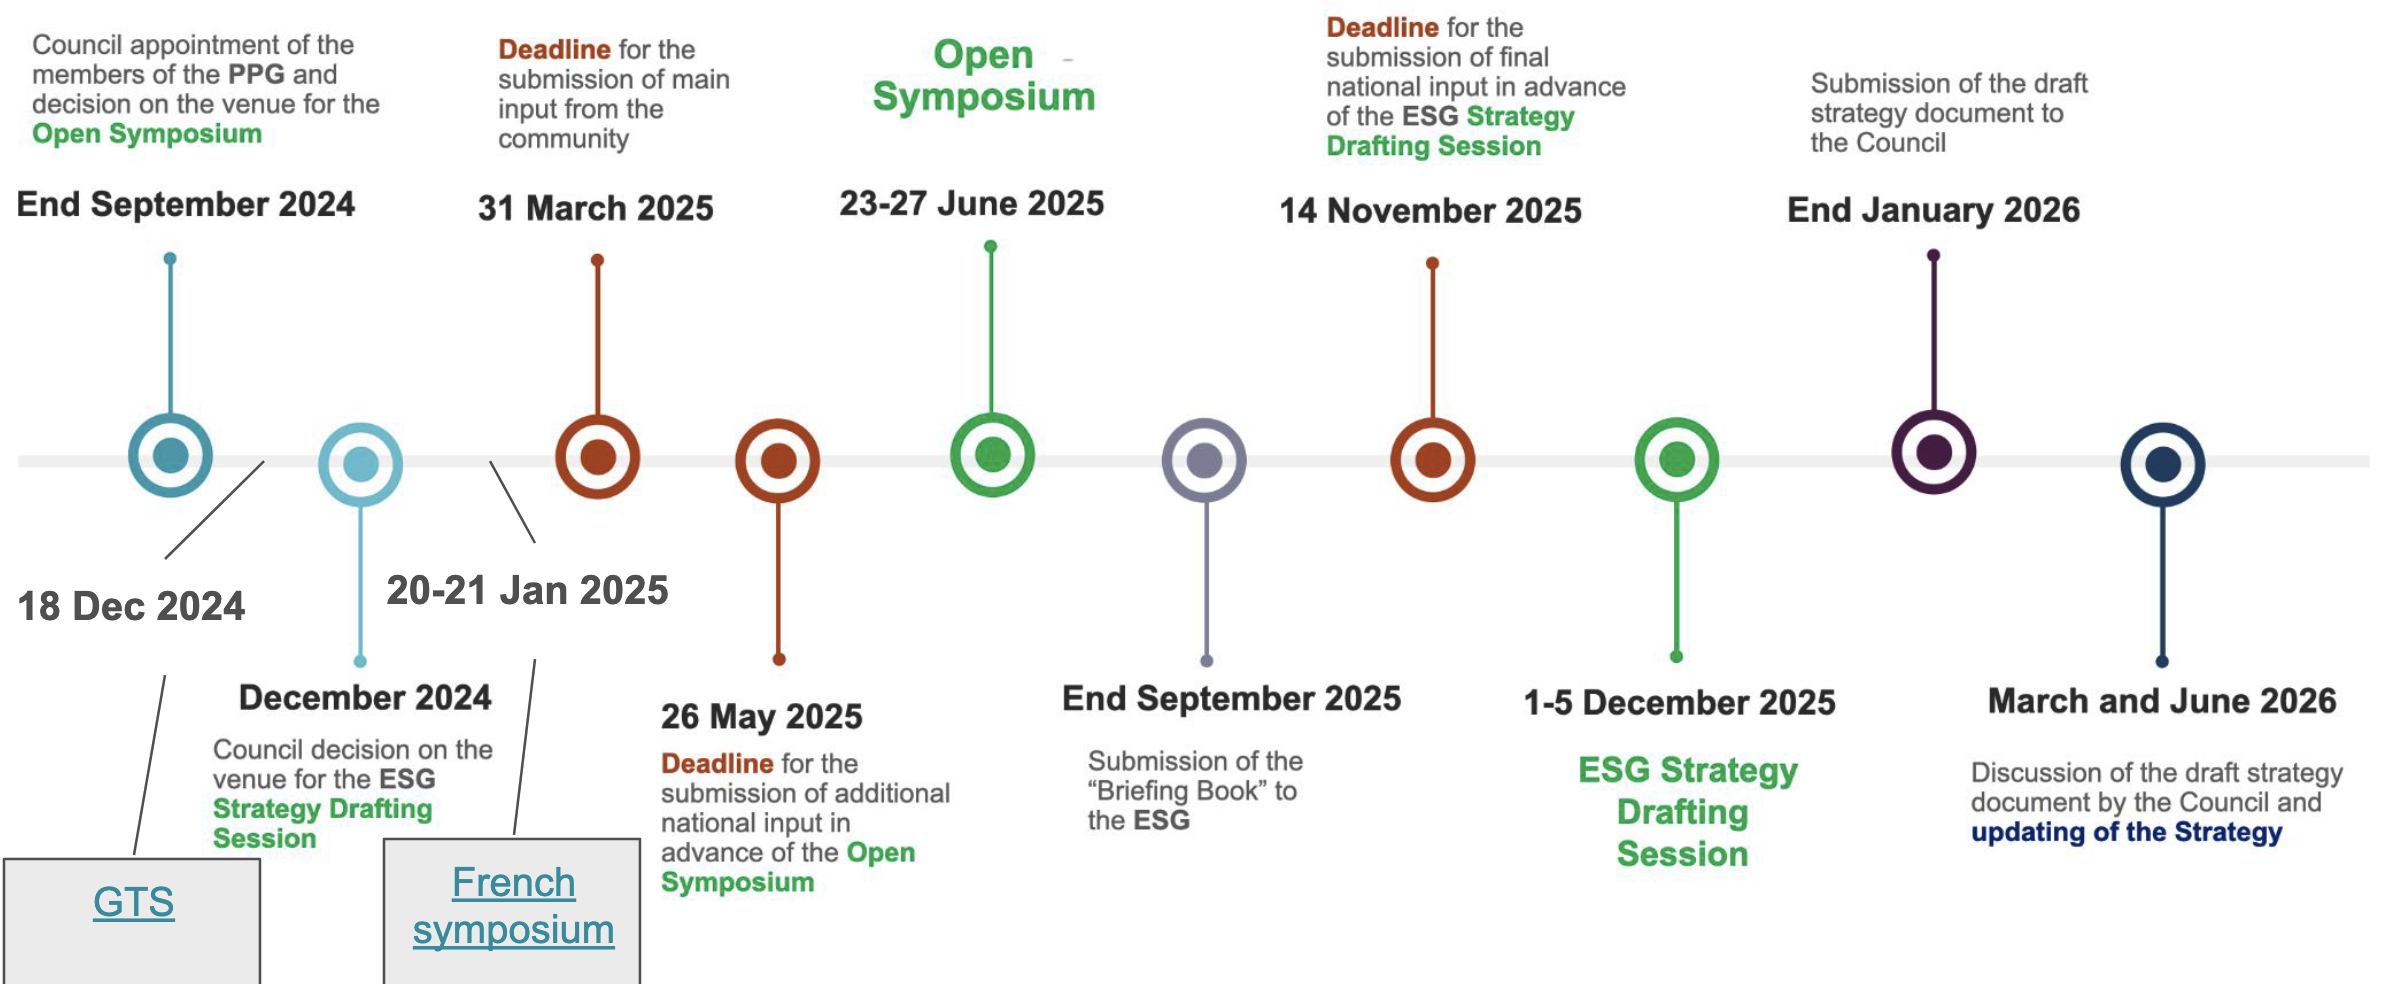 Council appointment of the
members of the PPG and
decision on the venue for the
Open Symposium
End September 2024
Deadline for the
submission of main
input from the
community
31 March 2025
Open
Symposium
23-27 June 2025
Deadline for the
submission of final
national input in advance
of the ESG Strategy
Drafting Session
14 November 2025
Submission of the draft
strategy document to
the Council
End January 2026
18 Dec 2024
GTS
December 2024
Council decision on the
venue for the ESG
Strategy Drafting
Session
20-21 Jan 2025
French
symposium
26 May 2025
Deadline for the
submission of additional
national input in
advance of the Open
Symposium
End September 2025
Submission of the
“Briefing Book” to
the ESG
1-5 December 2025
ESG Strategy
Drafting
Session
March and June 2026
Discussion of the draft strategy
document by the Council and
updating of the Strategy